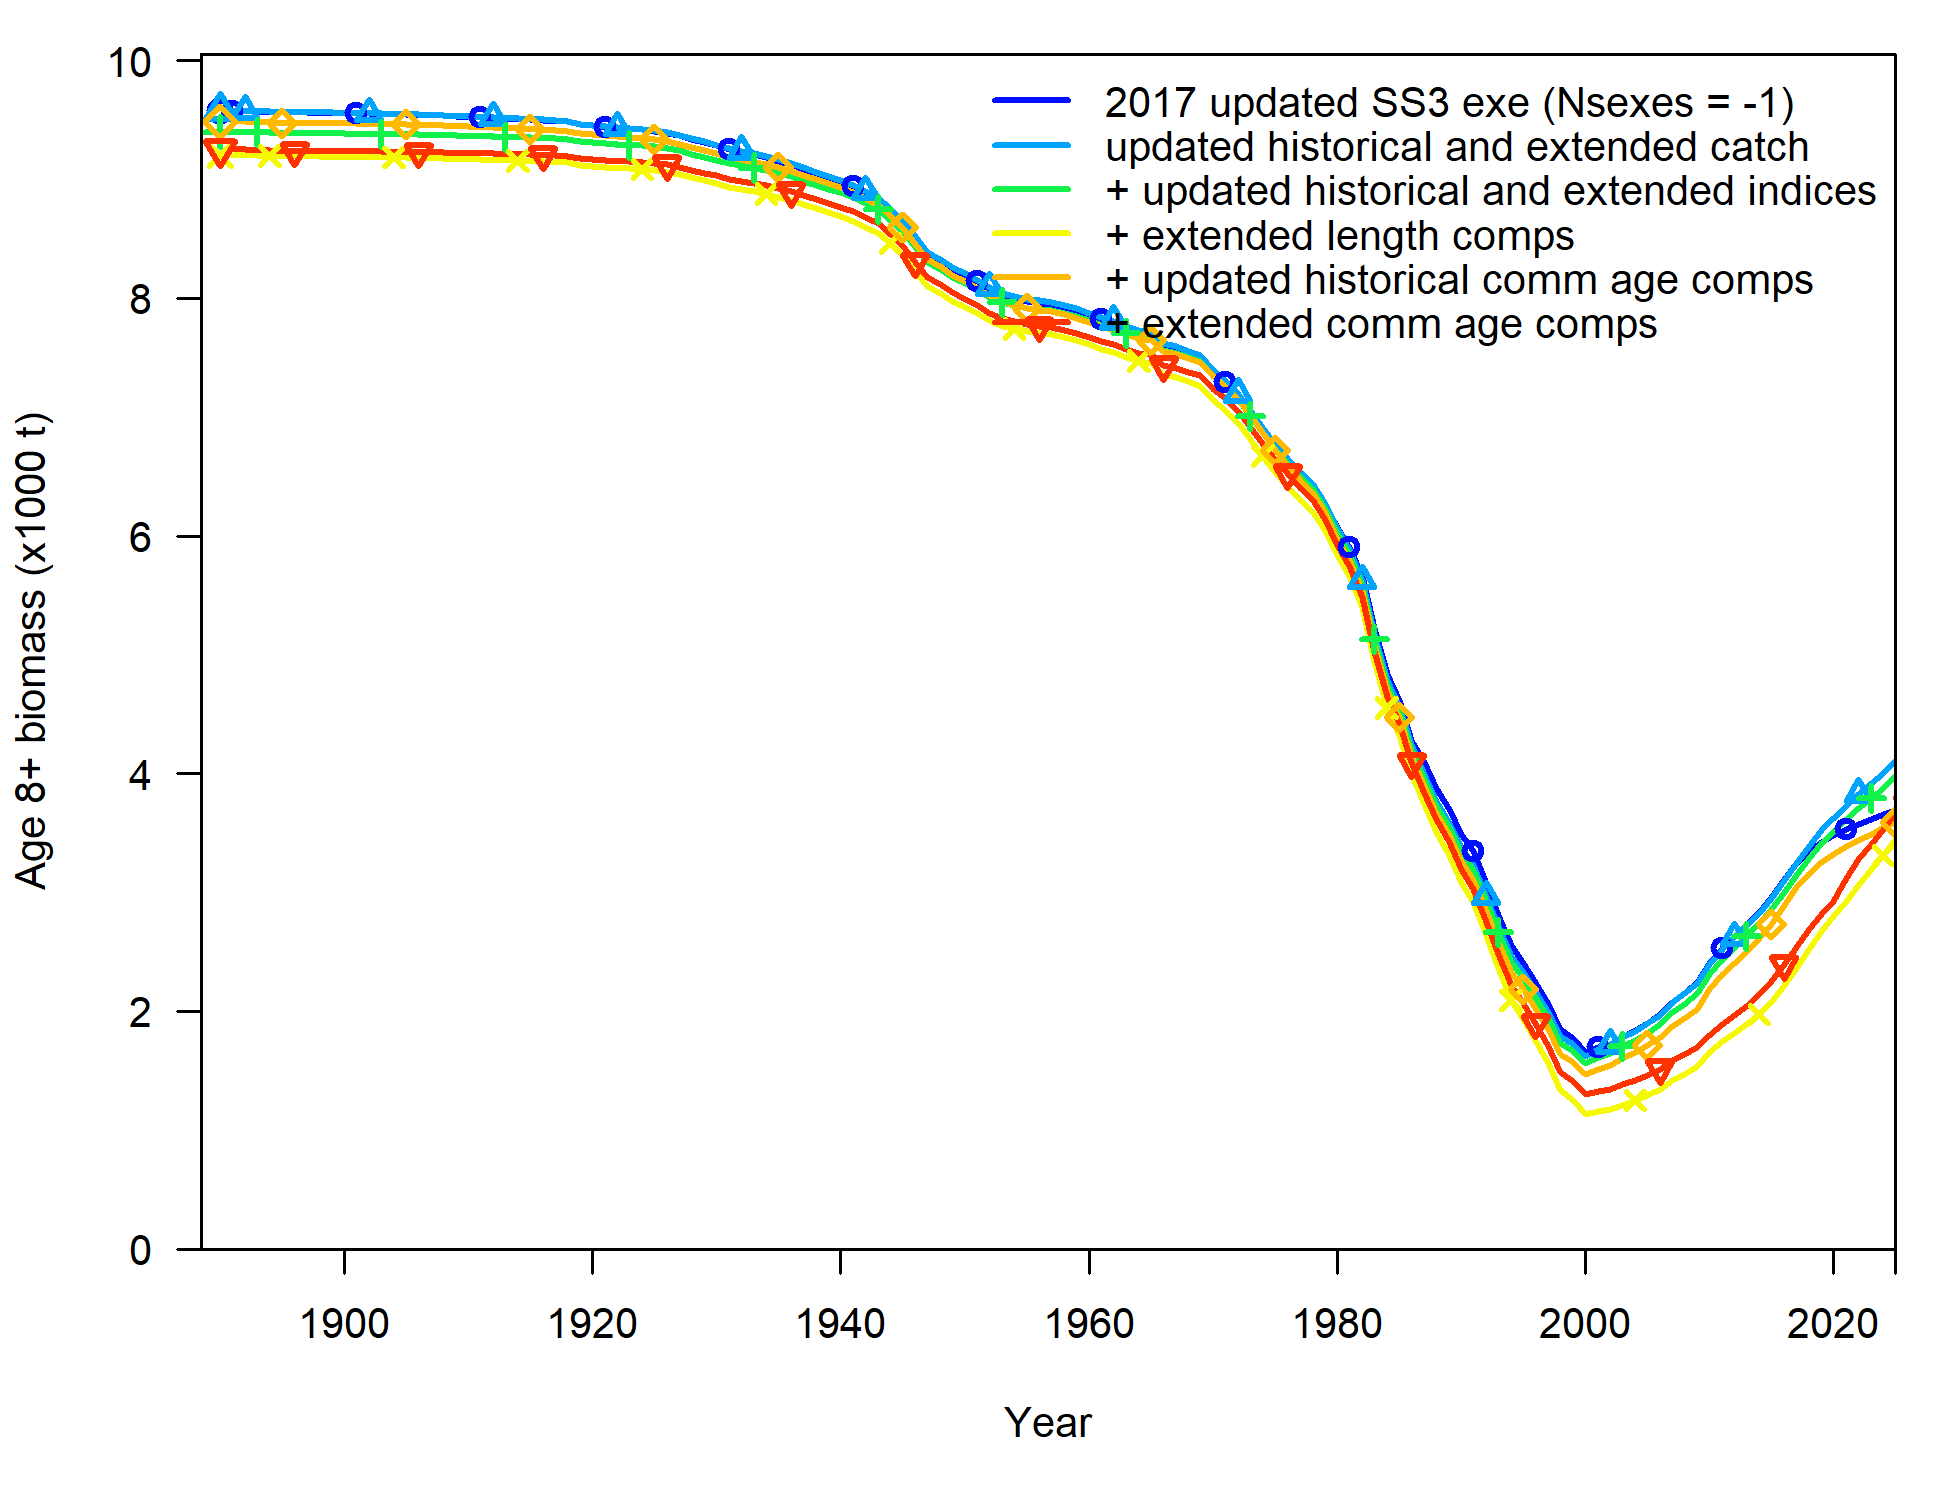 10
8
6
4
2
0
Age 8+ biomass (x1000 t)
2017 updated SS3 exe (Nsexes = -1)
updated historical and extended catch
+ updated historical and extended indices
+ extended length comps
+ updated historical comm age comps
+ extended comm age comps
1900 1920 1940 1960 1980 2000 2020
Year